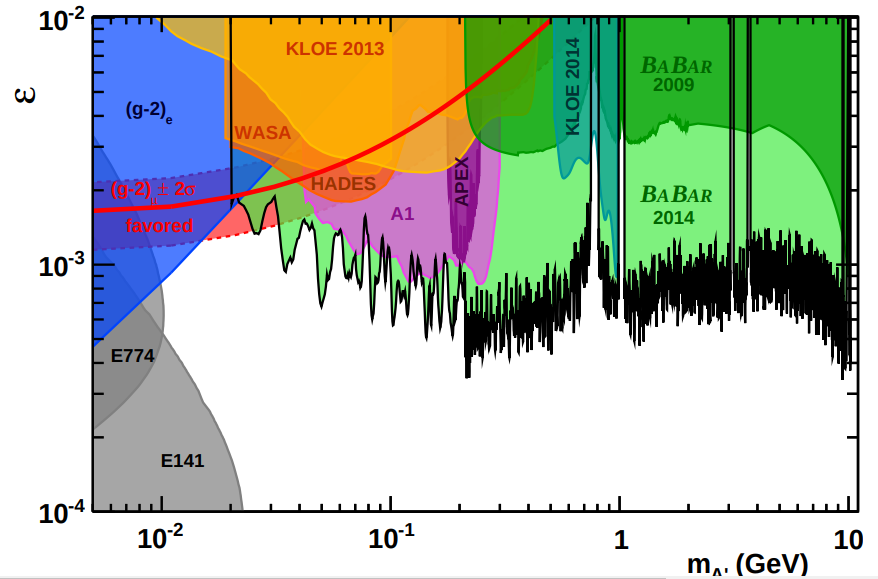 10-2
KLOE 2013
KLOE 2014
BABAR
2009
(g-2)e
WASA
APEX
(g-2)μ ± 2σ
favored
HADES
A1
BABAR
2014
ε
10-3
E774
E141
10-4
10-2
10-1
1
10
mA' (GeV)